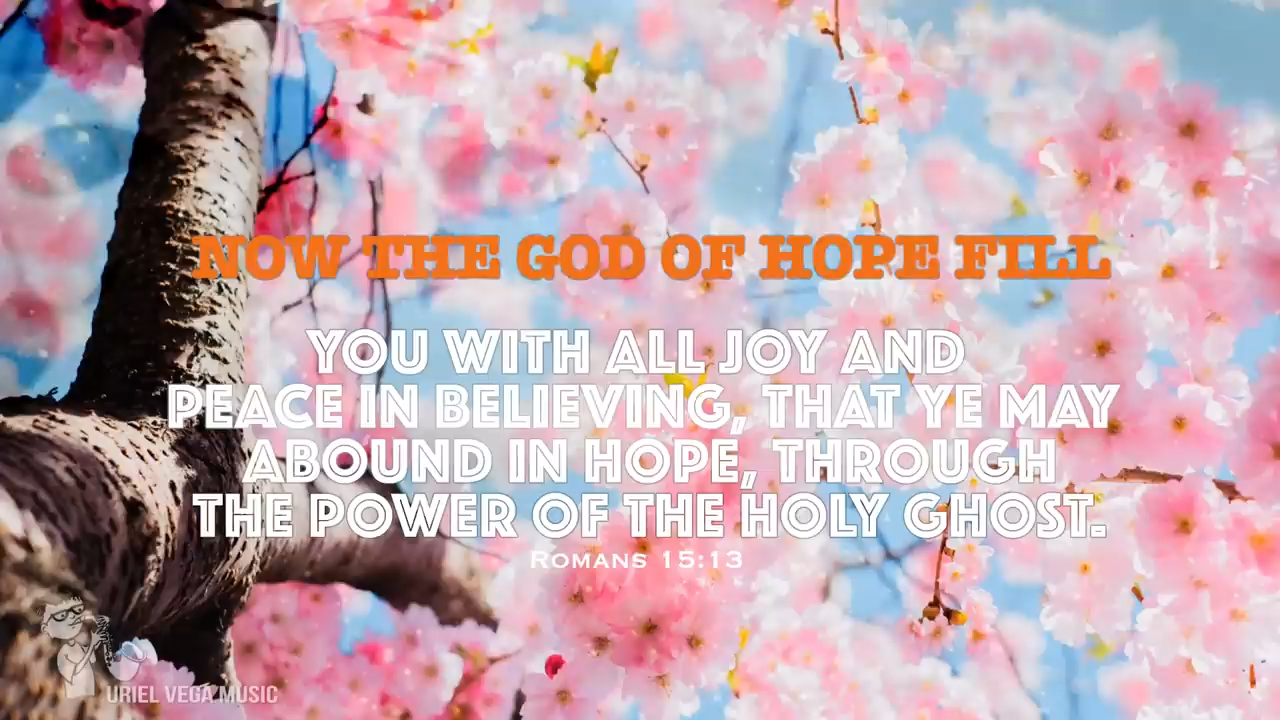 NOW THE GOD OF HOPE FILL
YOU WITH ALL JOY AND
PEACE IN BELIEVING, THAT YE MAY
ABOUND IN HOPE, THROUGH
THE POWER OF THE HOLY GHOST.
ROMANS 15:13
URIEL VEGA MUSIC